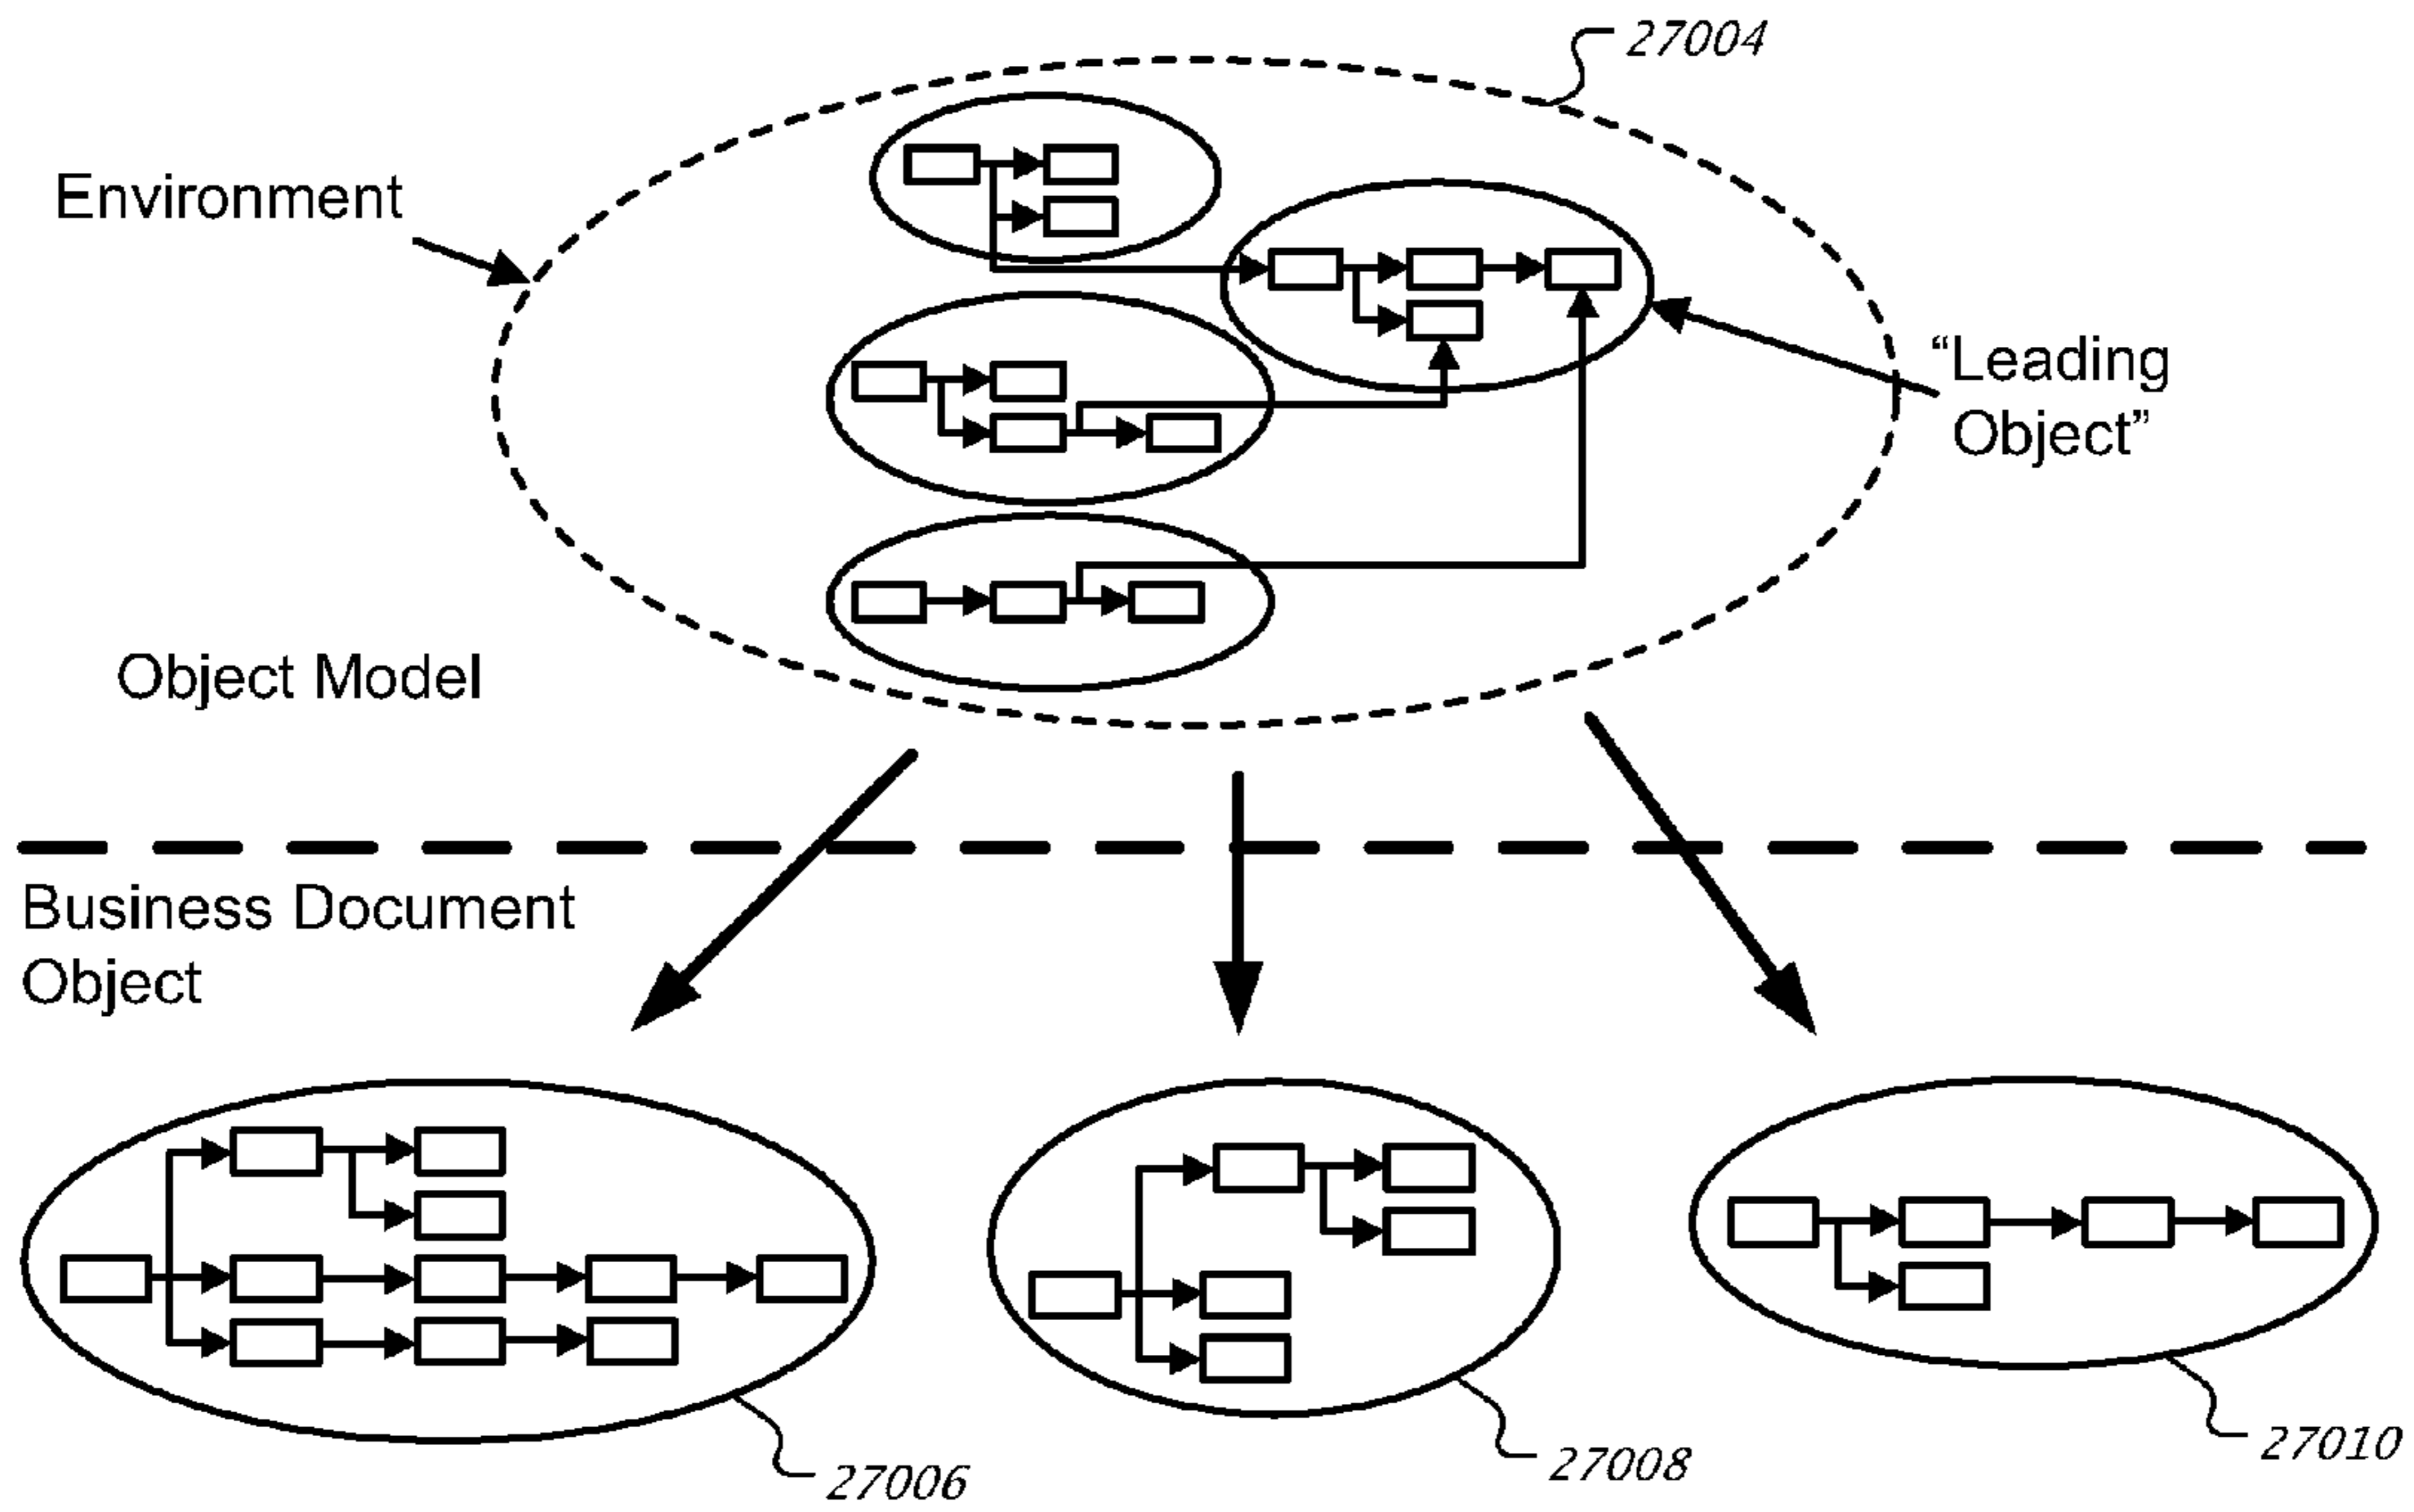 27004
Environment
“Leading
Object”
Object Model
Business Document
Object
27006
27008
27010